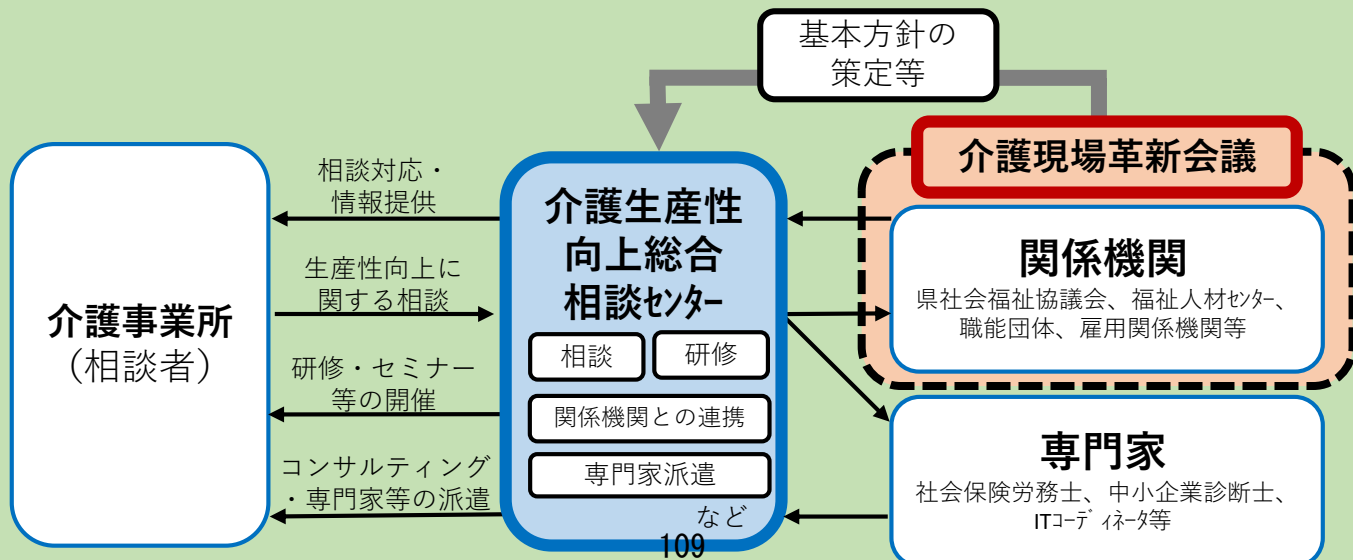 基本方針の
策定等
介護事業所
(相談者)
相談対応・
情報提供
生産性向上に
関する相談
研修・セミナー
等の開催
コンサルティング
・専門家等の派遣
介護生産性
向上総合
相談ｾﾝﾀｰ
相談
研修
関係機関との連携
専門家派遣
など
介護現場革新会議
関係機関
県社会福祉協議会、福祉人材ｾﾝﾀｰ、
職能団体、雇用関係機関等
専門家
社会保険労務士、中小企業診断士、
ITｺｰﾃﾞｨﾈｰﾀ等
109